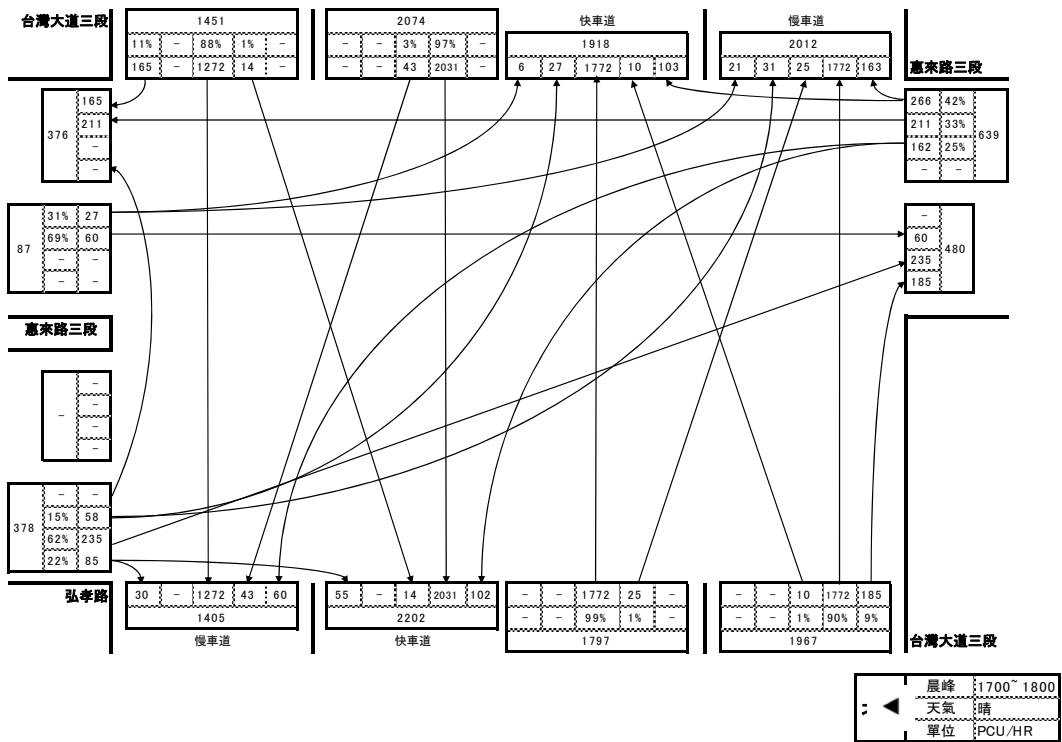 台灣大道三段
1451
2074
快車道
慢車道
11% - 88% 1% -
- - 3% 97% -
1918
2012
165 - 1272 14 -
- - 43 2031 -
6 27 1772 10 103
21 31 25 1772 163
惠來路三段
376
165
211
-
-
266 42%
211 33%
162 25%
- -
639
87
31% 27
69% 60
- -
- -
-
60
235
185
480
惠來路三段
-
-
-
-
-
378
- -
15% 58
62% 235
22% 85
弘孝路
30 - 1272 43 60
55 - 14 2031 102
- - 1772 25 -
- - 10 1772 185
1405
2202
- - 99% 1% -
- - 1% 90% 9%
慢車道
快車道
1797
1967
台灣大道三段
晨峰 1700~1800
天氣 晴
單位 PCU/HR